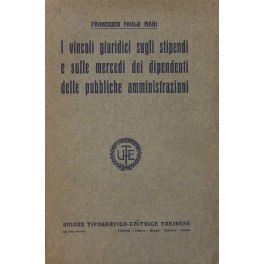 FRANCESCO PAOLO MARI
I vincoli giuridici sugli stipendi
e sulle mercedi dei dipendenti
delle pubbliche amministrazioni
UTE
UNIONE TIPOGRAFICO-EDITRICE TORINESE